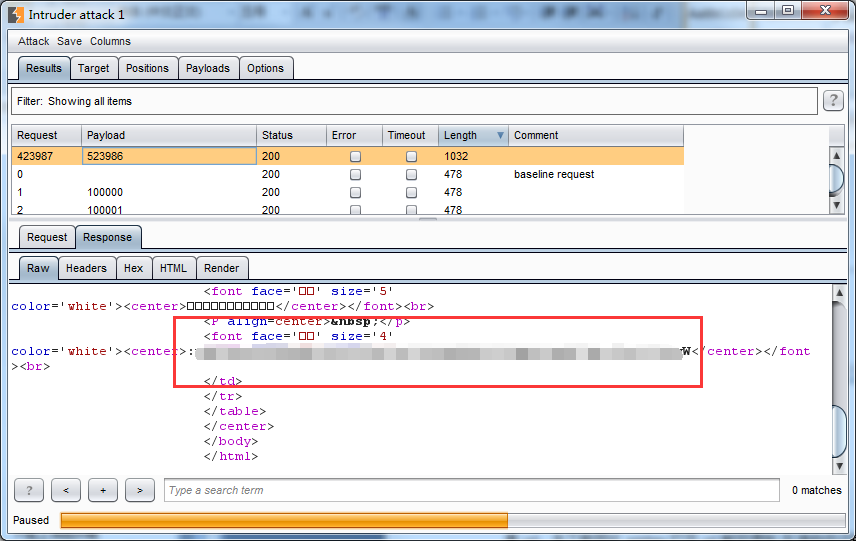 Intruder attack 1
Attack Save Columns
Results Target Positions Payloads Options
Filter: Showing all items
?
Request Payload Status Error Timeout Length Comment
423987 523986 200 1032
0 200 478 baseline request
1 100000 200 478
2 100001 200 478
Request Response
Raw Headers Hex HTML Render
<font face='□□' size='5'
color='white'><center>□□□□□□□□□□□</center></font><br>
<P align=center>&nbsp;</p>
<font face='□□' size='4'
color='white'><center>: W</center></font
><br>
</td>
</tr>
</table>
</center>
</body>
</html>
? < + > Type a search term 0 matches
Paused